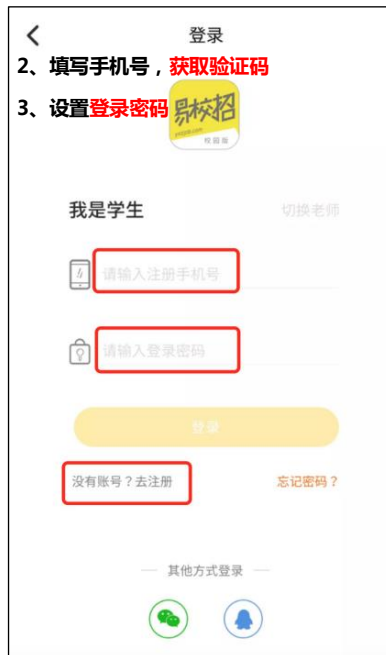 登录
2、填写手机号，获取验证码
3、设置登录密码
易校招
校园版
我是学生
切换老师
请输入注册手机号
请输入登录密码
登录
没有账号？去注册
忘记密码？
其他方式登录